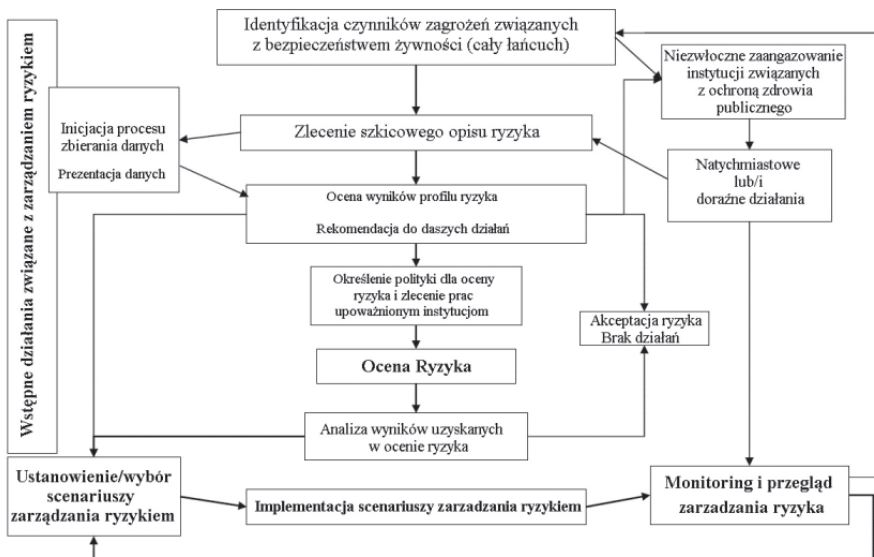 Identyfikacja czynników zagrożeń związanych
z bezpieczeństwem żywności (cały łańcuch)
Niezwłoczne zaangazowanie
instytucji związanych
z ochroną zdrowia
publicznego
Wstępne działania związane z zarządzaniem ryzykiem
Inicjacja procesu
zbierania danych
Prezentacja danych
Zlecenie szkicowego opisu ryzyka
Natychmiastowe
lub/i
doraźne działania
Ocena wyników profilu ryzyka
Rekomendacja do daszych działań
Określenie polityki dla oceny
ryzyka i zlecenie prac
upoważnionym instytucjom
Akceptacja ryzyka
Brak działań
Ocena Ryzyka
Analiza wyników uzyskanych
w ocenie ryzyka
Ustanowienie/wybór
scenariuszy
zarządzania ryzykiem
Implementacja scenariuszy zarzadzania ryzykiem
Monitoring i przegląd
zarzadzania ryzyka